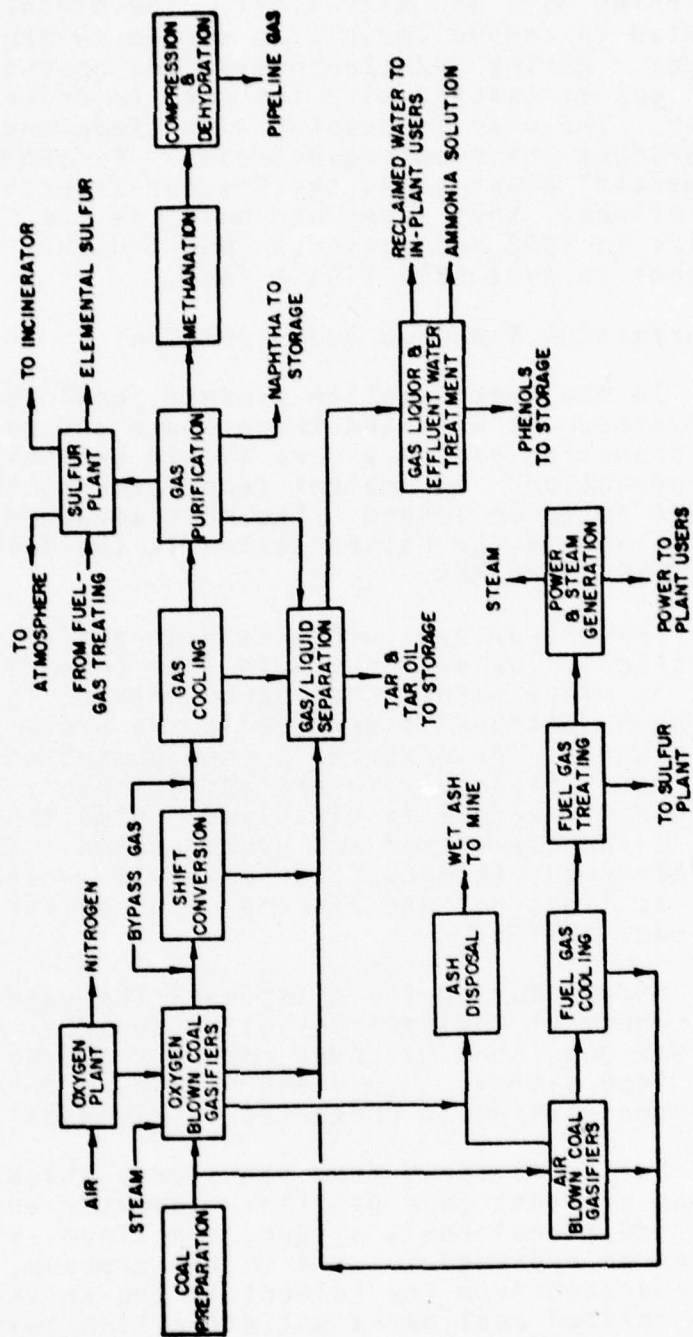 COAL
PREPARATION
AIR
OXYGEN
PLANT
NITROGEN
STEAM
OXYGEN
BLOWN COAL
GASIFIERS
BYPASS GAS
SHIFT
CONVERSION
GAS
COOLING
GAS
PURIFICATION
METHANATION
COMPRESSION
&
DEHYDRATION
PIPELINE GAS
TO
ATMOSPHERE
FROM FUEL-
GAS TREATING
SULFUR
PLANT
TO INCINERATOR
ELEMENTAL SULFUR
NAPHTHA TO
STORAGE
GAS/LIQUID
SEPARATION
TAR &
TAR OIL
TO STORAGE
GAS LIQUOR &
EFFLUENT WATER
TREATMENT
RECLAIMED WATER TO
IN-PLANT USERS
AMMONIA SOLUTION
PHENOLS
TO STORAGE
ASH
DISPOSAL
WET ASH
TO MINE
AIR
BLOWN COAL
GASIFIERS
FUEL GAS
COOLING
FUEL GAS
TREATING
TO SULFUR
PLANT
POWER
& STEAM
GENERATION
STEAM
POWER TO
PLANT USERS